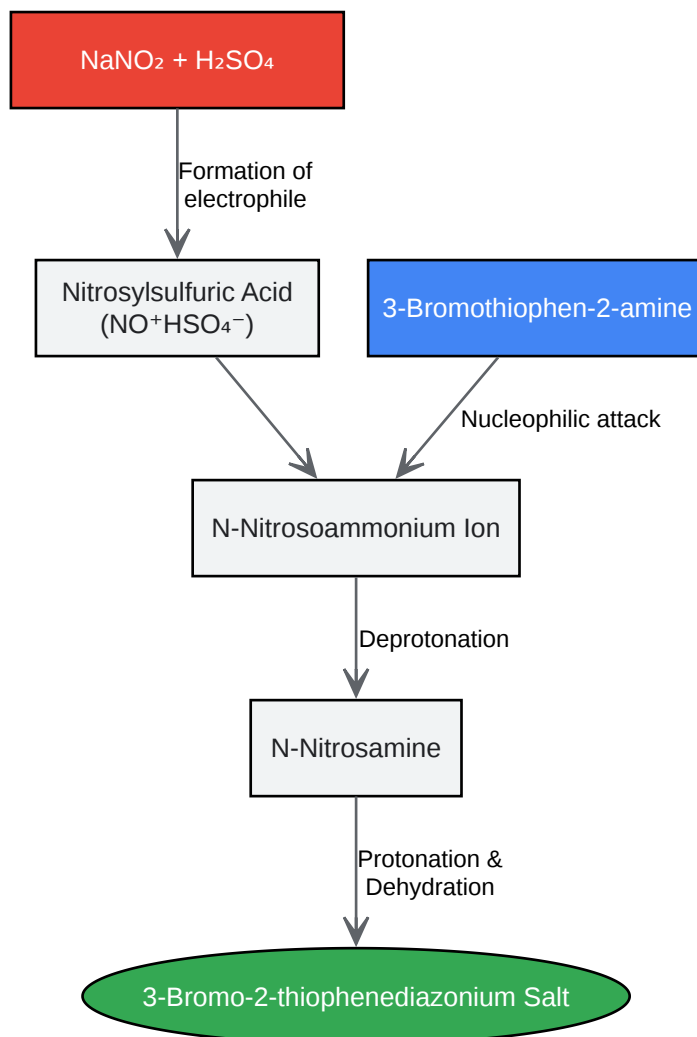 NaNO₂ + H₂SO₄
Formation of
electrophile
Nitrosylsulfuric Acid
(NO⁺HSO₄⁻)
3-Bromothiophen-2-amine
Nucleophilic attack
N-Nitrosoammonium Ion
Deprotonation
N-Nitrosamine
Protonation &
Dehydration
3-Bromo-2-thiophenediazonium Salt